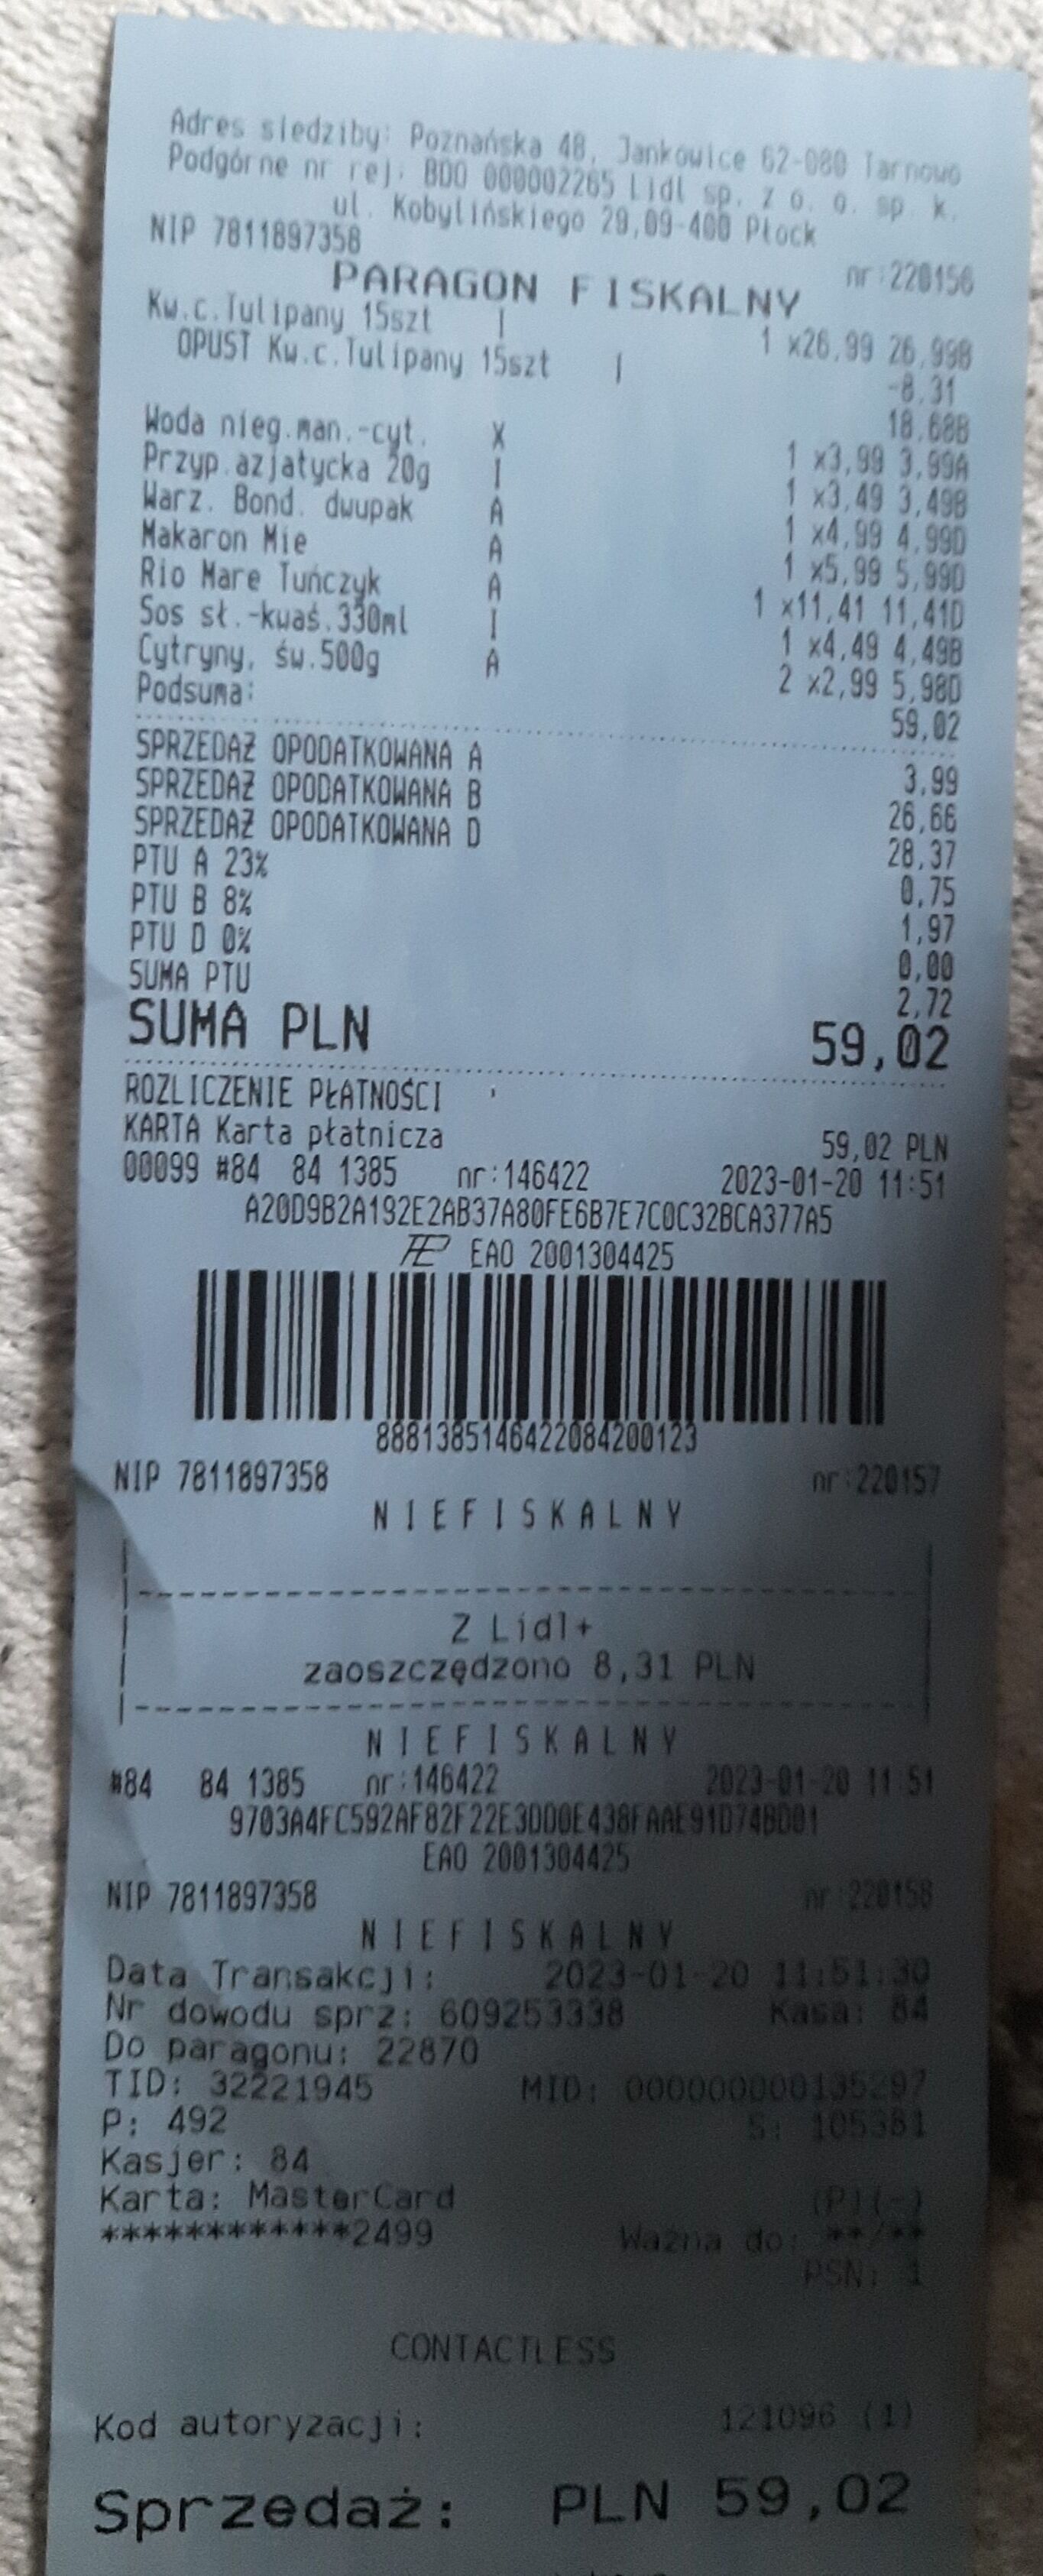 Adres siedziby: Poznańska 48, Jankowice 62-080 Tarnowo
Podgórne nr rej: BDO 000002265 Lidl sp. z o. o. sp. k.
ul. Kobylińskiego 29,09-400 Płock
NIP 7811897358 nr:220156
PARAGON FISKALNY
Kw.c.Tulipany 15szt I 1 x26,99 26,99B
OPUST Kw.c.Tulipany 15szt I -8,31
18,68B
Woda nieg.man.-cyt. X 1 x3,99 3,99A
Przyp.azjatycka 20g I 1 x3,49 3,49B
Warz. Bond. dwupak A 1 x4,99 4,99D
Makaron Mie A 1 x5,99 5,99D
Rio Mare Tuńczyk A 1 x11,41 11,41D
Sos sł.-kwaś.330ml I 1 x4,49 4,49B
Cytryny, św.500g A 2 x2,99 5,98D
Podsuma: 59,02
SPRZEDAŻ OPODATKOWANA A 3,99
SPRZEDAŻ OPODATKOWANA B 26,66
SPRZEDAŻ OPODATKOWANA D 28,37
PTU A 23% 0,75
PTU B 8% 1,97
PTU D 0% 0,00
SUMA PTU 2,72
SUMA PLN 59,02
ROZLICZENIE PŁATNOŚCI
KARTA Karta płatnicza 59,02 PLN
00099 #84 84 1385 nr:146422 2023-01-20 11:51
A20D9B2A192E2AB37A80FE6B7E7C0C32BCA377A5
EAO 2001304425
8881385146422084200123
NIP 7811897358 nr:220157
NIEFISKALNY
Z Lidl+
zaoszczędzono 8,31 PLN
NIEFISKALNY
#84 84 1385 nr:146422 2023-01-20 11:51
9703A4FC592AF82F22E3DD0E438FAAE91D74BD01
EAO 2001304425
NIP 7811897358 nr:220158
NIEFISKALNY
Data Transakcji: 2023-01-20 11:51:30
Nr dowodu sprz: 609253338 Kasa: 84
Do paragonu: 22870
TID: 32221945 MID: 000000000135297
P: 492 S: 105381
Kasjer: 84
Karta: MasterCard (P)(-)
************2499 Ważna do: **/**
PSN: 1
CONTACTLESS
Kod autoryzacji: 121096 (1)
Sprzedaż: PLN 59,02